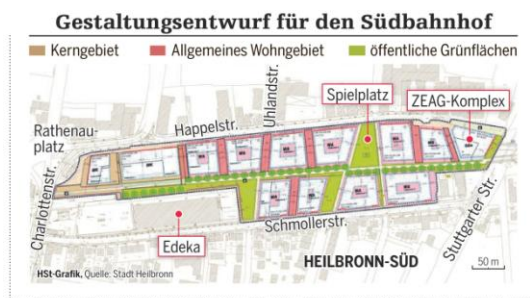 Gestaltungsentwurf für den Südbahnhof
Kerngebiet Allgemeines Wohngebiet öffentliche Grünflächen
Spielplatz
ZEAG-Komplex
Uhlandstr.
Happelstr.
Rathenau-
platz
Charlottenstr.
Edeka
Schmollerstr.
Stuttgarter Str.
HEILBRONN-SÜD
50 m
HSt-Grafik, Quelle: Stadt Heilbronn